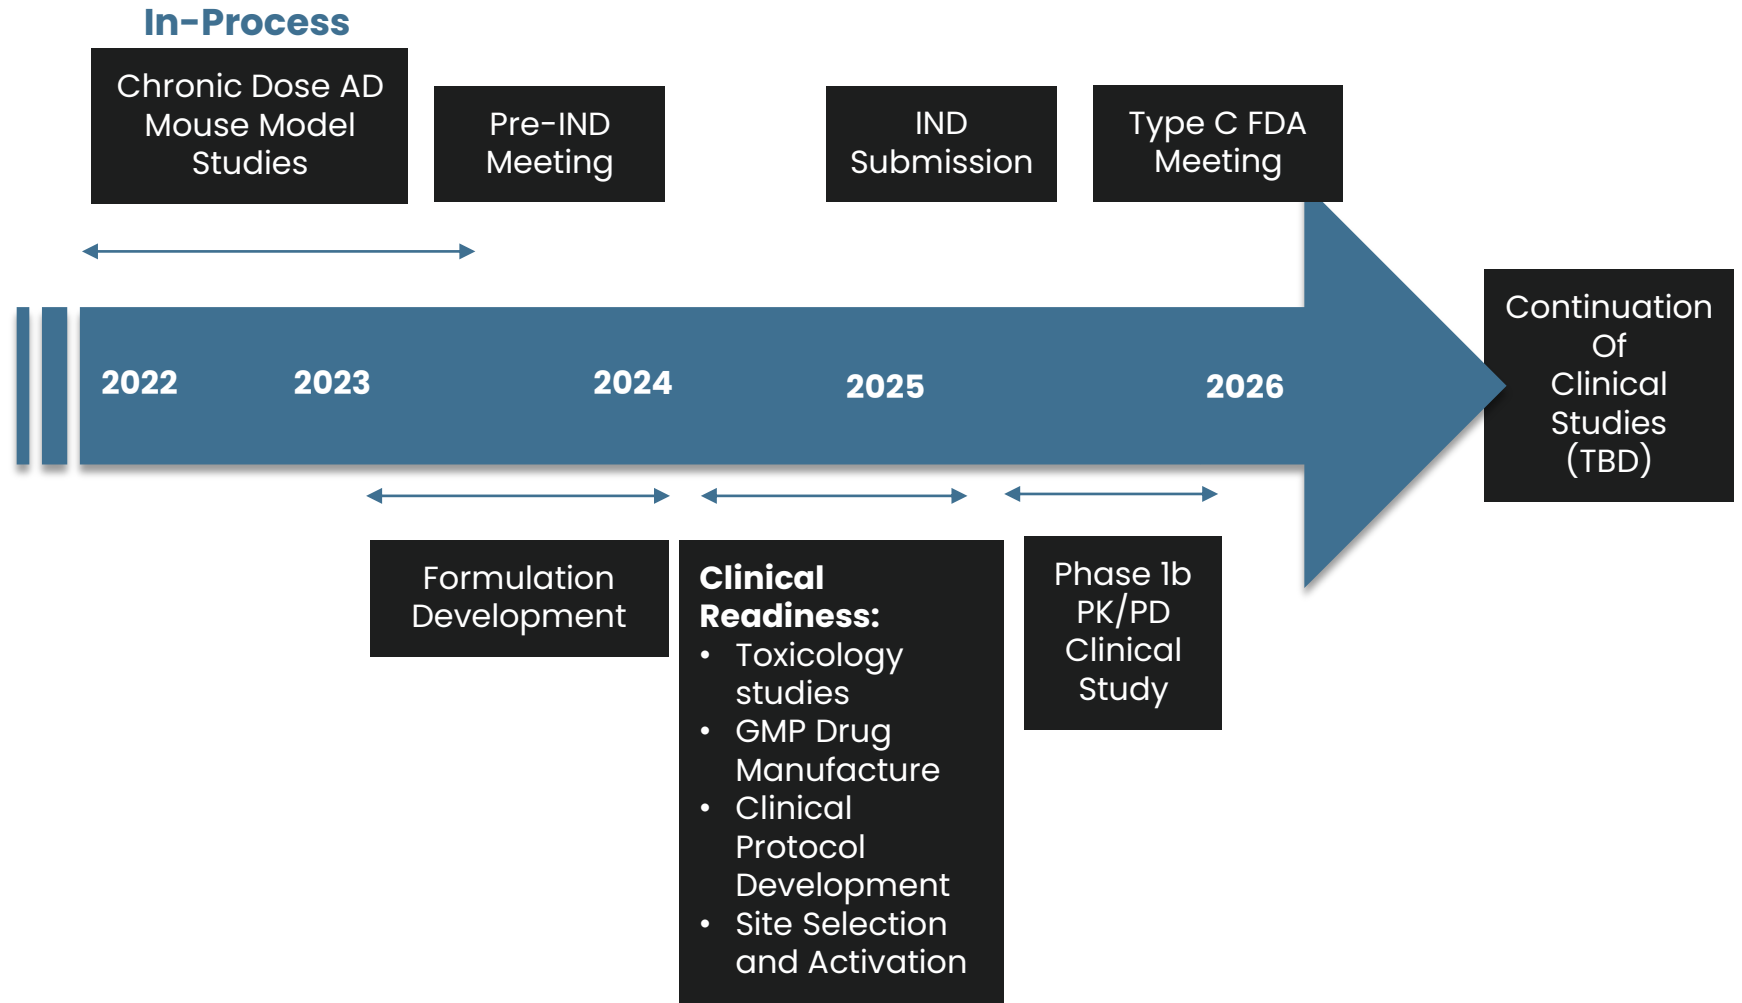 In-Process
Chronic Dose AD
Mouse Model
Studies
Pre-IND
Meeting
IND
Submission
Type C FDA
Meeting
2022
2023
2024
2025
2026
Continuation
Of
Clinical
Studies
(TBD)
Formulation
Development
Clinical
Readiness:
• Toxicology
studies
• GMP Drug
Manufacture
• Clinical
Protocol
Development
• Site Selection
and Activation
Phase 1b
PK/PD
Clinical
Study